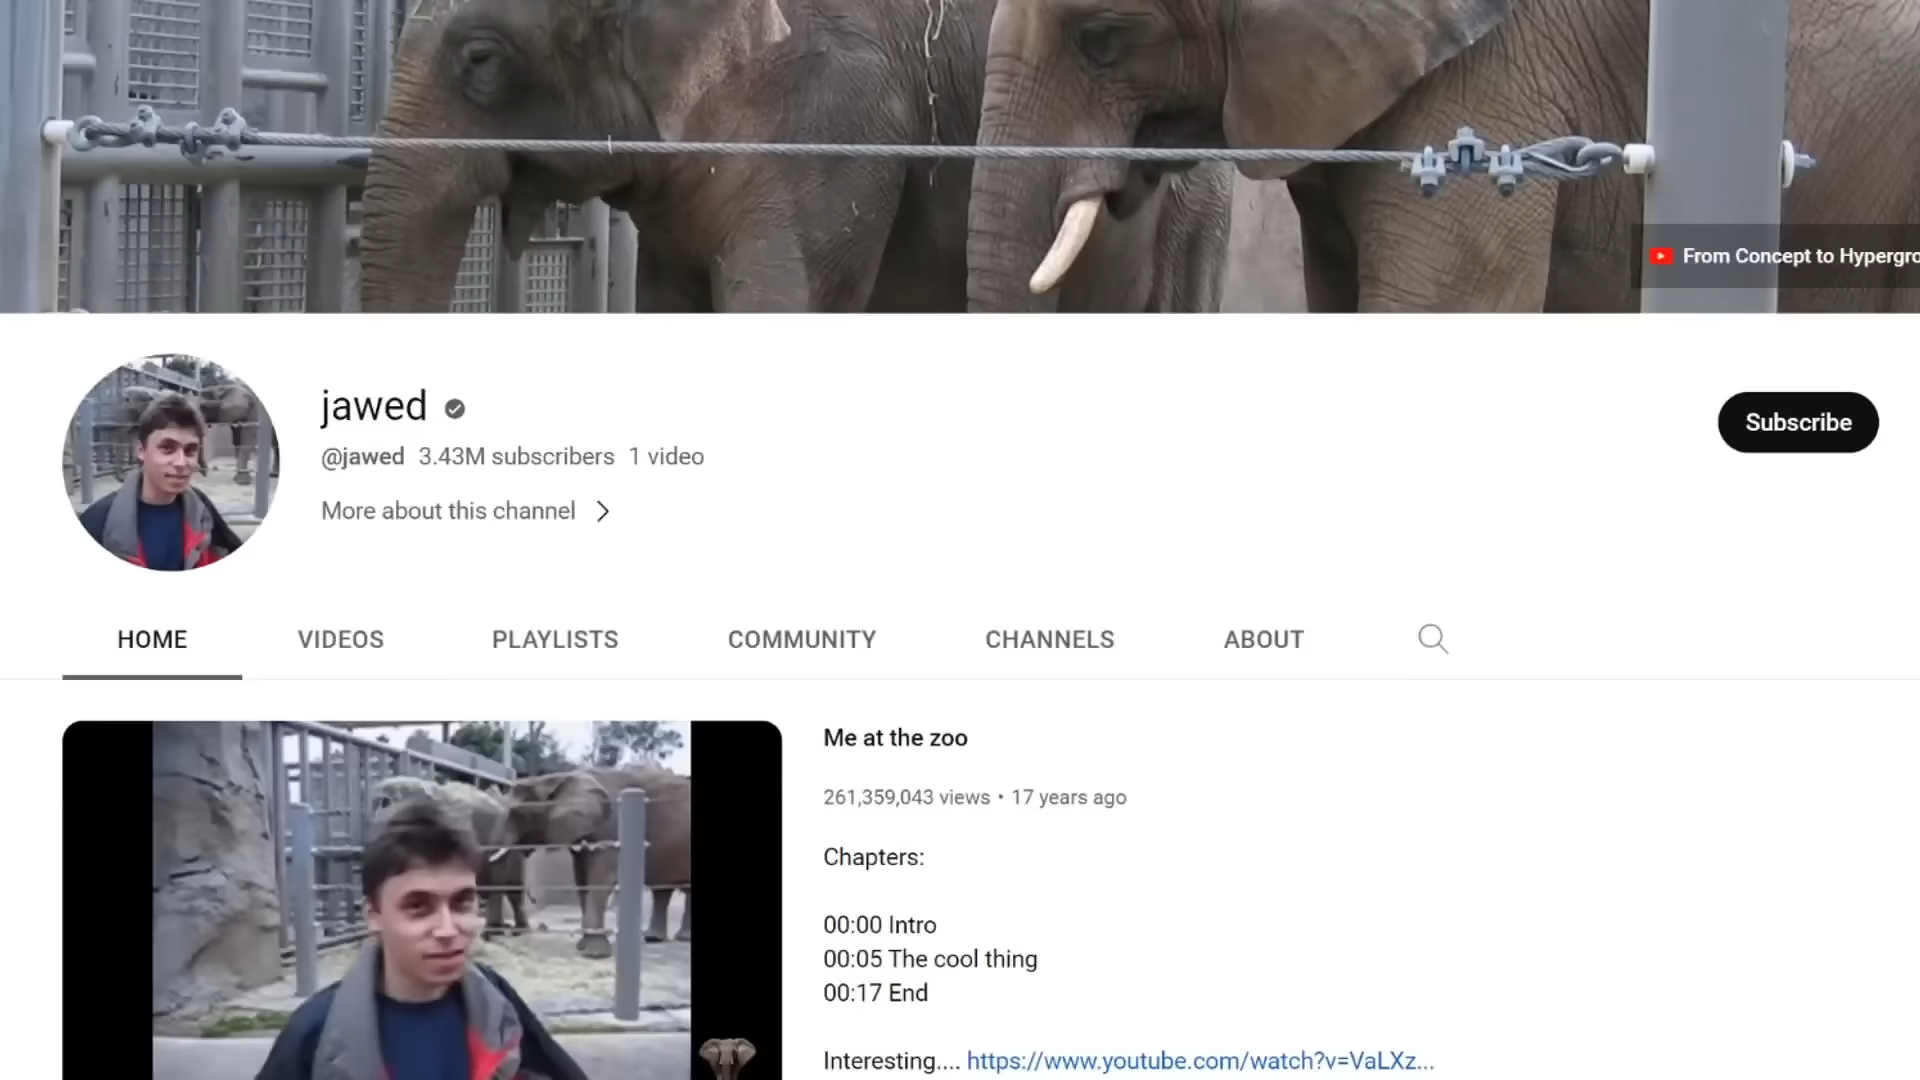 From Concept to Hypergro
jawed
@jawed 3.43M subscribers 1 video
More about this channel
Subscribe
HOME VIDEOS PLAYLISTS COMMUNITY CHANNELS ABOUT
Me at the zoo
261,359,043 views • 17 years ago
Chapters:
00:00 Intro
00:05 The cool thing
00:17 End
Interesting.... https://www.youtube.com/watch?v=VaLXz...